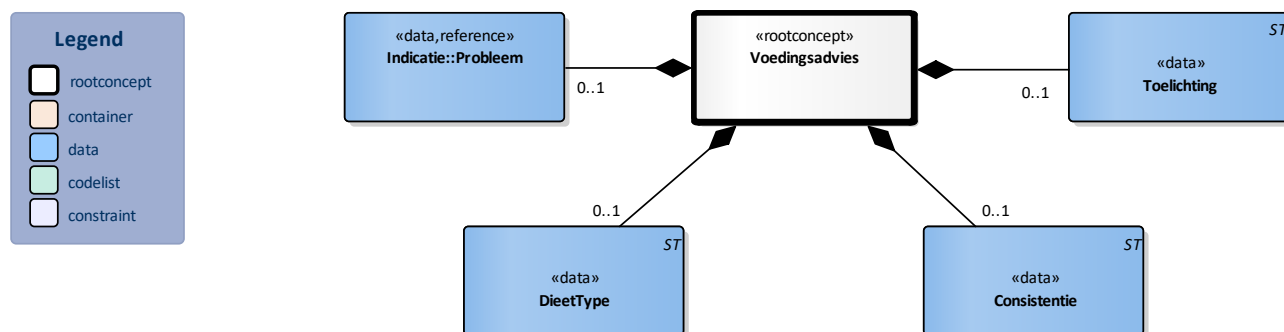 Legend
rootconcept
container
data
codelist
constraint
«data,reference»
Indicatie::Probleem
0..1
«rootconcept»
Voedingsadvies
ST
«data»
Toelichting
0..1
0..1
ST
«data»
DieetType
0..1
ST
«data»
Consistentie